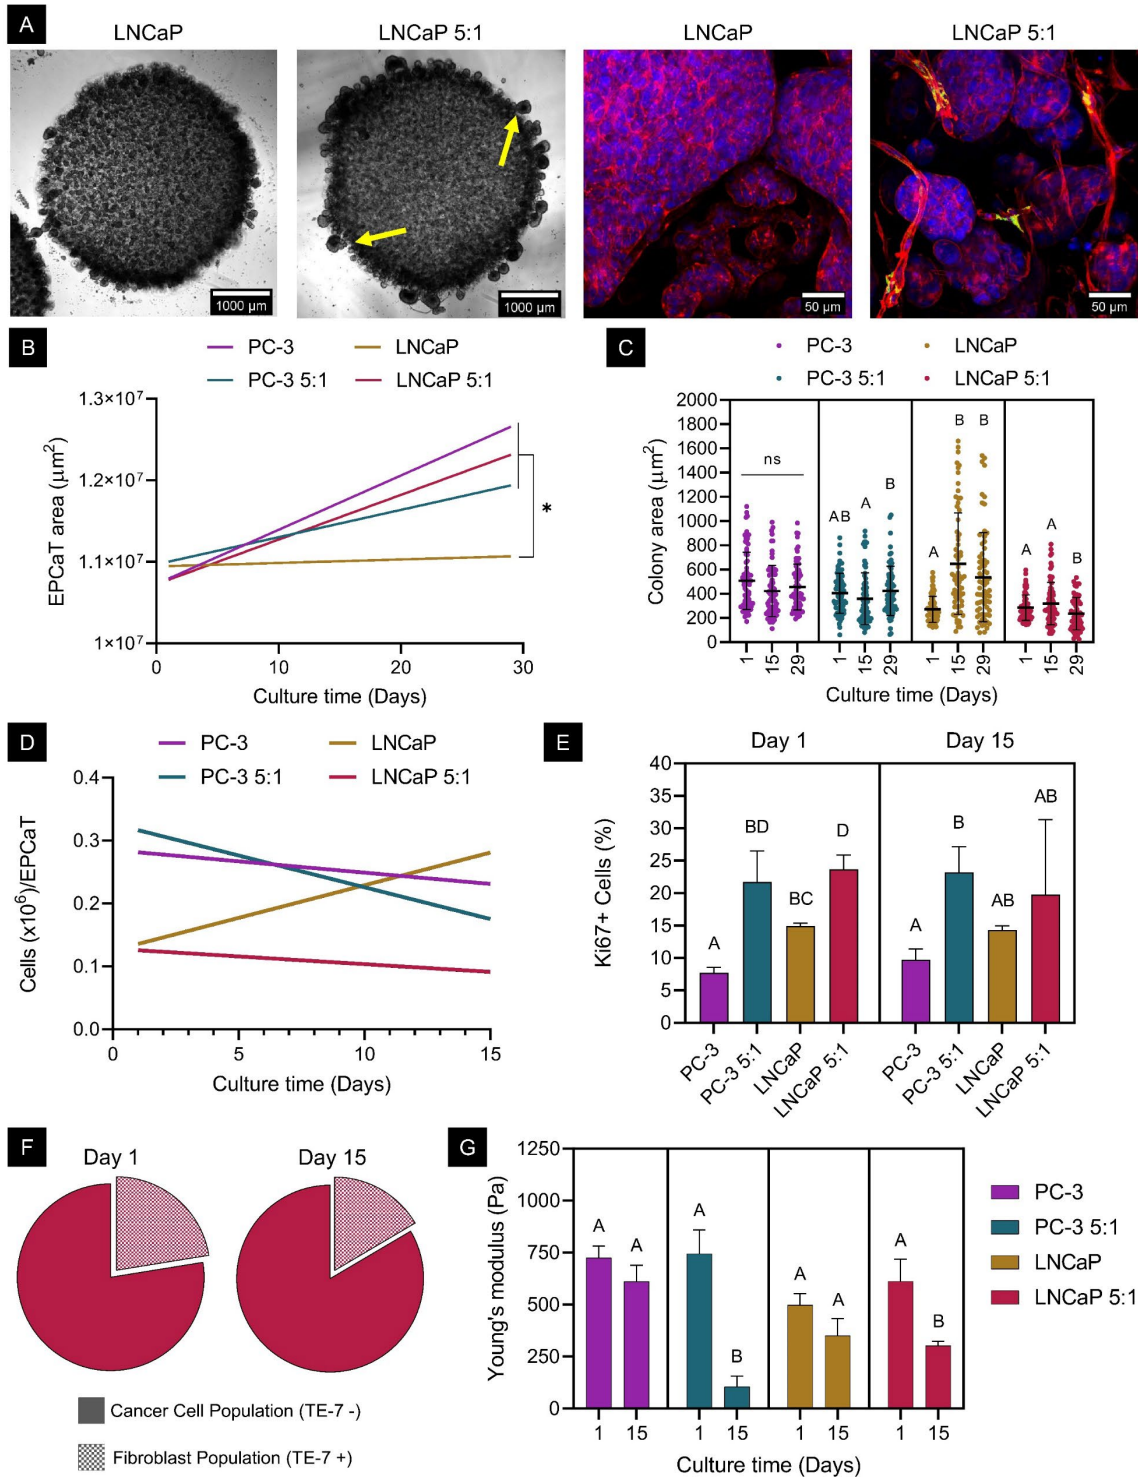 A
LNCaP
LNCaP 5:1
LNCaP
LNCaP 5:1
1000 µm
1000 µm
50 µm
50 µm
B
PC-3
LNCaP
PC-3 5:1
LNCaP 5:1
EPCaT area (µm²)
1.3×10⁷
1.2×10⁷
1.1×10⁷
1×10⁷
*
0
10
20
30
Culture time (Days)
C
PC-3
LNCaP
PC-3 5:1
LNCaP 5:1
Colony area (µm²)
2000
1800
1600
1400
1200
1000
800
600
400
200
0
ns
AB
A
B
A
B
B
A
A
B
1
15
29
1
15
29
1
15
29
1
15
29
Culture time (Days)
D
PC-3
LNCaP
PC-3 5:1
LNCaP 5:1
Cells (x10⁶)/EPCaT
0.4
0.3
0.2
0.1
0.0
0
5
10
15
Culture time (Days)
E
Day 1
Day 15
Ki67+ Cells (%)
40
35
30
25
20
15
10
5
0
A
BD
BC
D
A
B
AB
AB
PC-3
PC-3 5:1
LNCaP
LNCaP 5:1
PC-3
PC-3 5:1
LNCaP
LNCaP 5:1
F
Day 1
Day 15
Cancer Cell Population (TE-7 -)
Fibroblast Population (TE-7 +)
G
Young's modulus (Pa)
1250
1000
750
500
250
0
A
A
A
B
A
A
A
B
1
15
1
15
1
15
1
15
Culture time (Days)
PC-3
PC-3 5:1
LNCaP
LNCaP 5:1